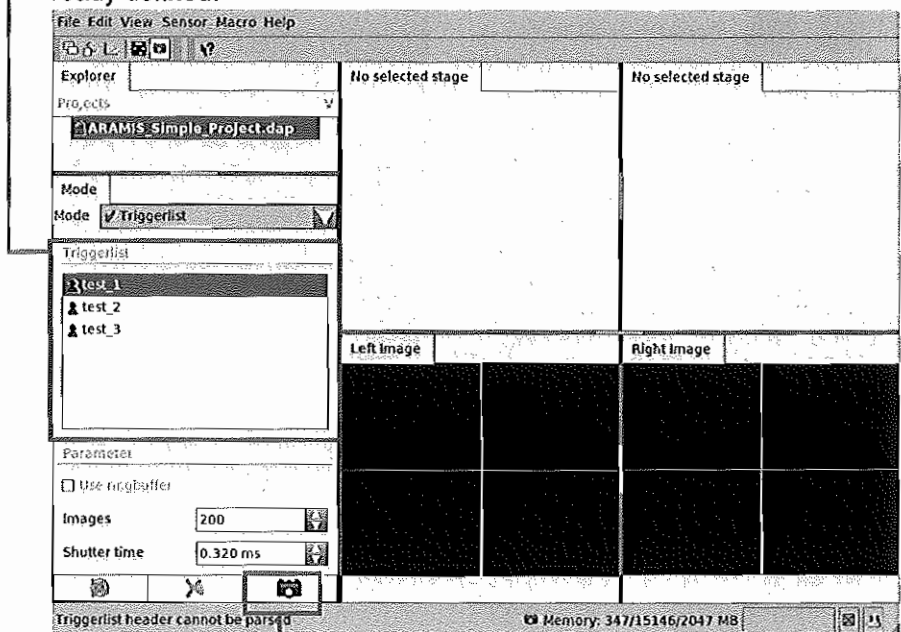 File Edit View Sensor Macro Help
Explorer
No selected stage
No selected stage
Projects
ARAMIS_Simple_Project.dap
Mode
Mode Triggerlist
Triggerlist
test_1
test_2
test_3
Left Image
Right Image
Parameter
Use ringbuffer
Images 200
Shutter time 0.320 ms
Triggerlist header cannot be parsed
Memory: 347/15146/2047 MB